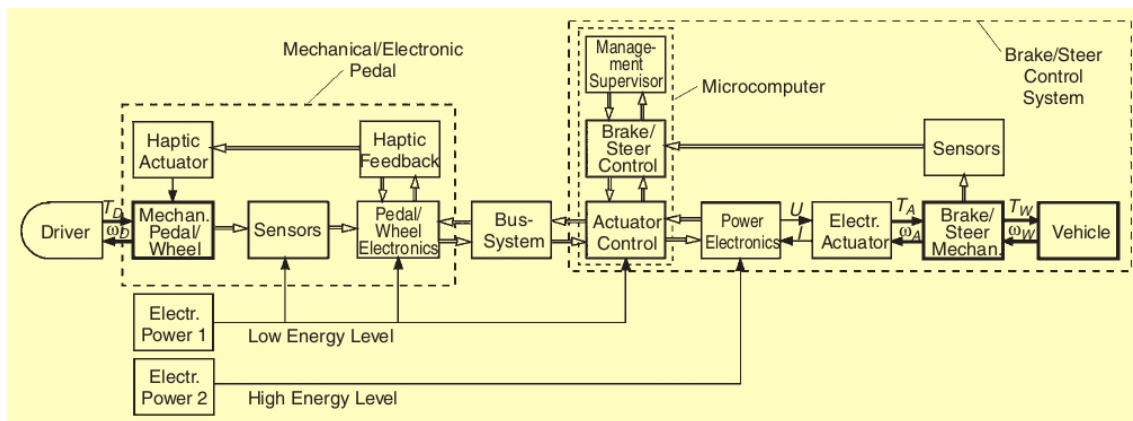 Mechanical/Electronic
Pedal
Manage-
ment
Supervisor
Microcomputer
Brake/Steer
Control
System
Haptic
Actuator
Haptic
Feedback
Brake/
Steer
Control
Sensors
Driver
T_D
ω_D
Mechan.
Pedal/
Wheel
Sensors
Pedal/
Wheel
Electronics
Bus-
System
Actuator
Control
Power
Electronics
U
I
Electr.
Actuator
T_A
ω_A
Brake/
Steer
Mechan.
T_W
ω_W
Vehicle
Electr.
Power 1
Low Energy Level
Electr.
Power 2
High Energy Level